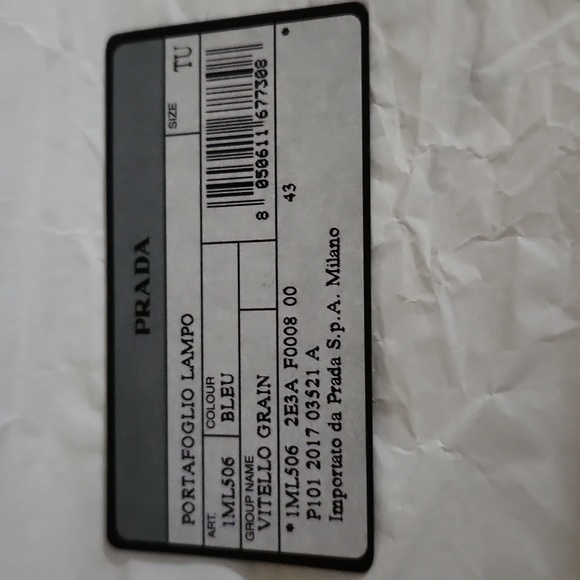 PRADA
PORTAFOGLIO LAMPO
SIZE
TU
ART.
1ML506
COLOUR
BLEU
GROUP NAME
VITELLO GRAIN
8 050611 677308
* 1ML506 2E3A F0008 00 43 *
P101 2017 03521 A
Importato da Prada S.p.A. Milano